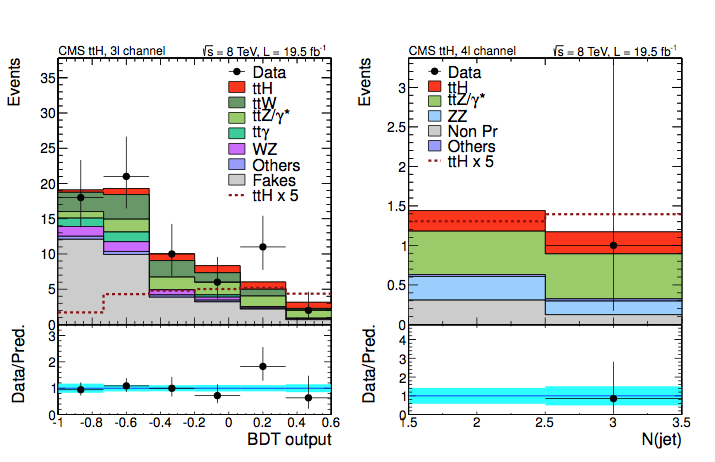 CMS ttH, 3l channel
√s = 8 TeV, L = 19.5 fb⁻¹
Events
35
30
25
20
15
10
5
0
Data
ttH
ttW
ttZ/γ*
ttγ
WZ
Others
Fakes
ttH x 5
Data/Pred.
3
2
1
0
-1
-0.8
-0.6
-0.4
-0.2
0
0.2
0.4
0.6
BDT output
CMS ttH, 4l channel
√s = 8 TeV, L = 19.5 fb⁻¹
Events
3
2.5
2
1.5
1
0.5
0
Data
ttH
ttZ/γ*
ZZ
Non Pr
Others
ttH x 5
Data/Pred.
4
3
2
1
0
1.5
2
2.5
3
3.5
N(jet)